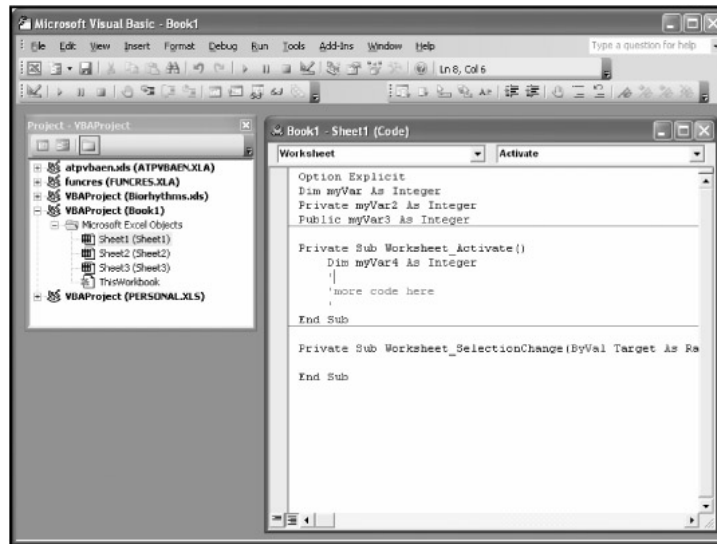 Microsoft Visual Basic - Book1
File Edit View Insert Format Debug Run Tools Add-Ins Window Help
Type a question for help
Ln 8, Col 6
Project - VBAProject
atpvbaen.xls (ATPVBAEN.XLA)
funcres (FUNCRES.XLA)
VBAProject (Biorhythms.xls)
VBAProject (Book1)
Microsoft Excel Objects
Sheet1 (Sheet1)
Sheet2 (Sheet2)
Sheet3 (Sheet3)
ThisWorkbook
VBAProject (PERSONAL.XLS)
Book1 - Sheet1 (Code)
Worksheet
Activate
Option Explicit
Dim myVar As Integer
Private myVar2 As Integer
Public myVar3 As Integer
Private Sub Worksheet_Activate()
Dim myVar4 As Integer
'
'more code here
'
End Sub
Private Sub Worksheet_SelectionChange(ByVal Target As Ra
End Sub